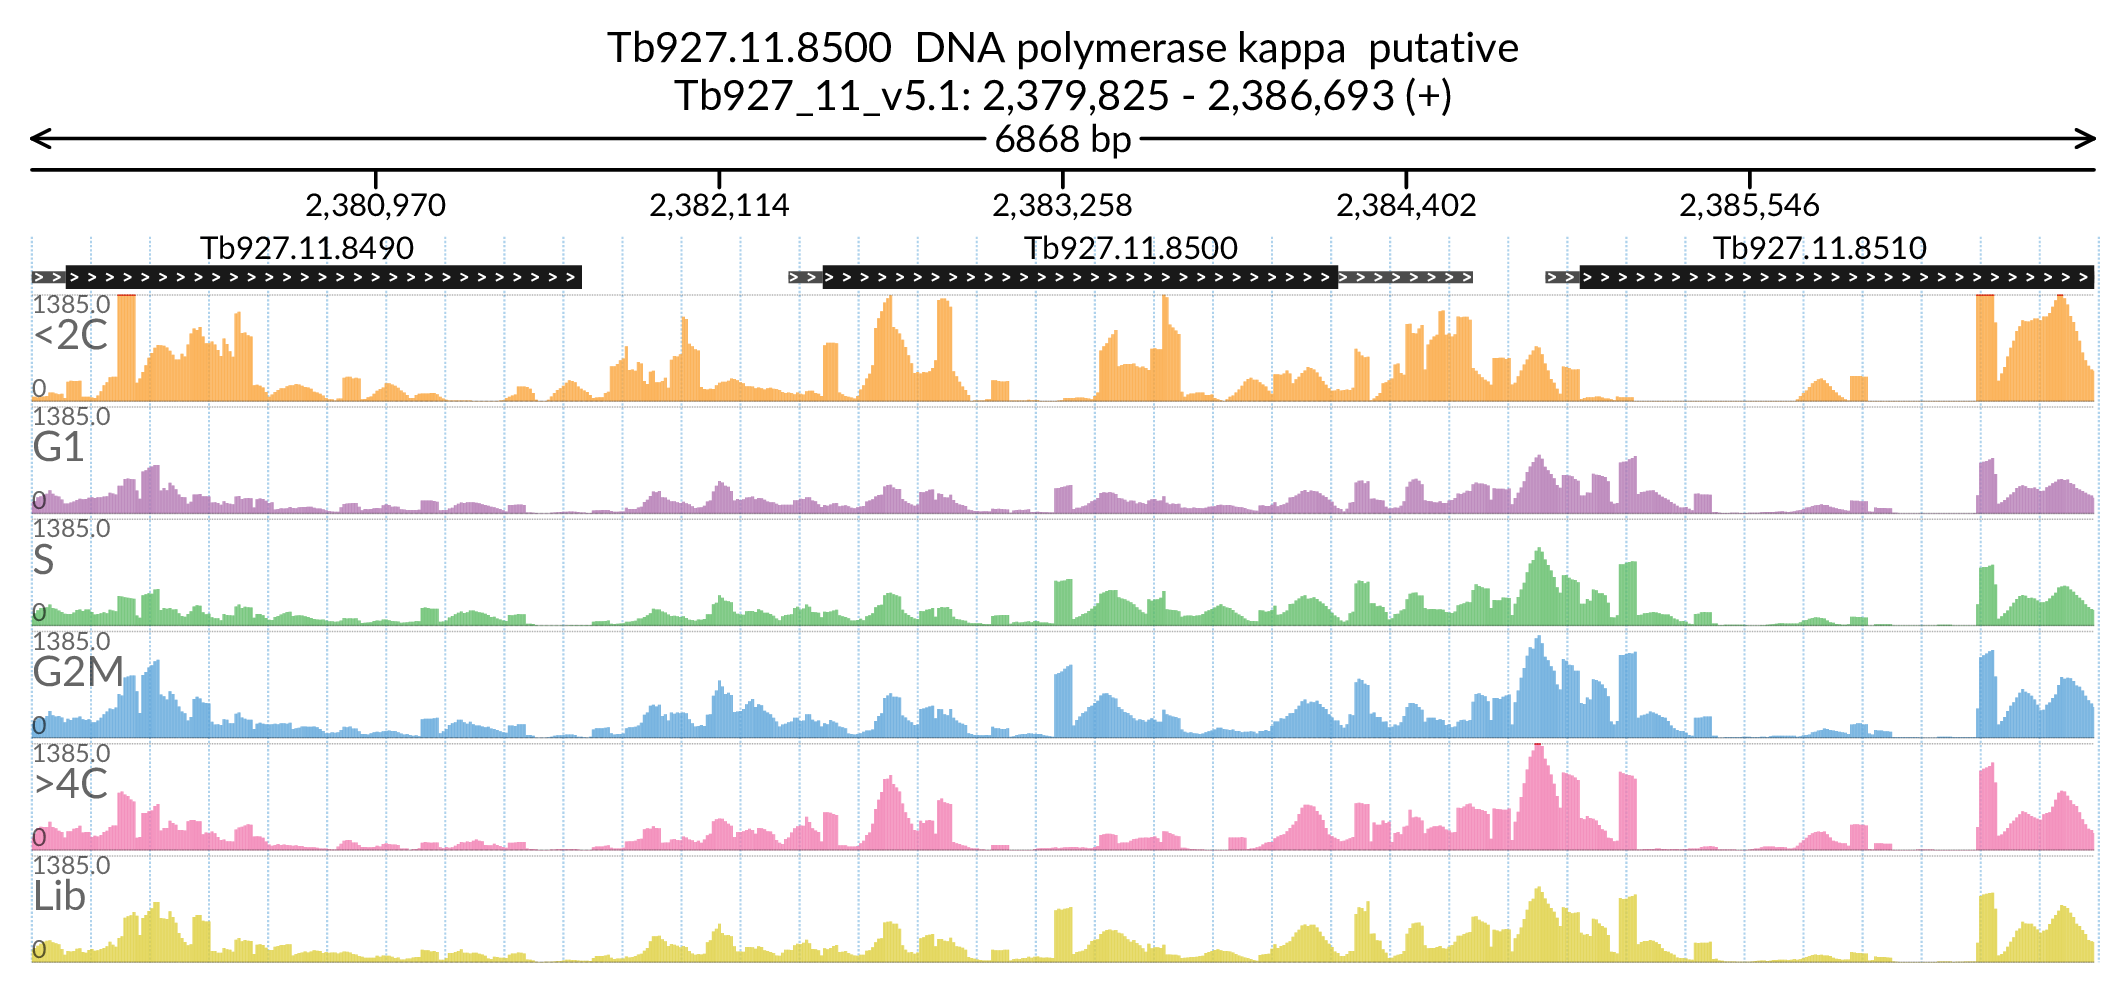 Tb927.11.8500 DNA polymerase kappa putative
Tb927_11_v5.1: 2,379,825 - 2,386,693 (+)
6868 bp
2,380,970 2,382,114 2,383,258 2,384,402 2,385,546
Tb927.11.8490 Tb927.11.8500 Tb927.11.8510
1385.0
<2C
0
1385.0
G1
0
1385.0
S
0
1385.0
G2M
0
1385.0
>4C
0
1385.0
Lib
0